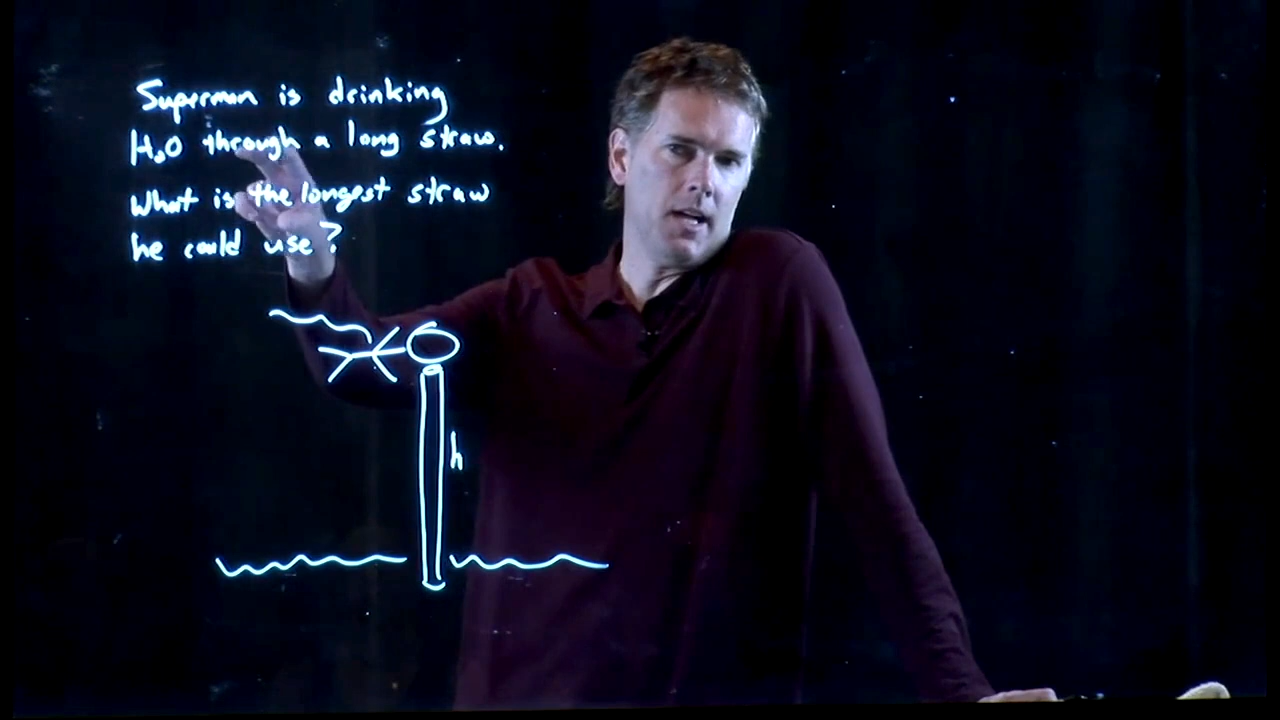 Superman is drinking
H₂O through a long straw.
What is the longest straw
he could use?
h